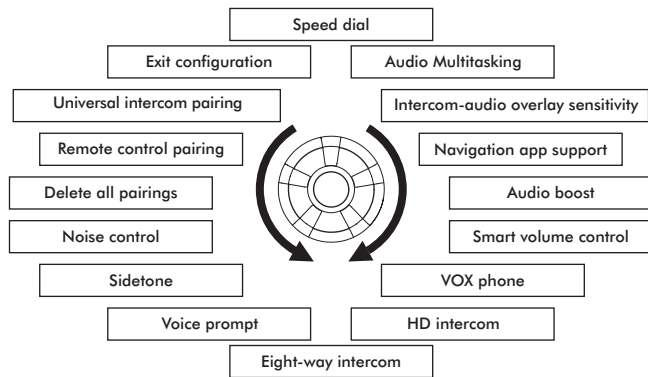 Speed dial
Exit configuration
Audio Multitasking
Universal intercom pairing
Intercom-audio overlay sensitivity
Remote control pairing
Navigation app support
Delete all pairings
Audio boost
Noise control
Smart volume control
Sidetone
VOX phone
Voice prompt
HD intercom
Eight-way intercom